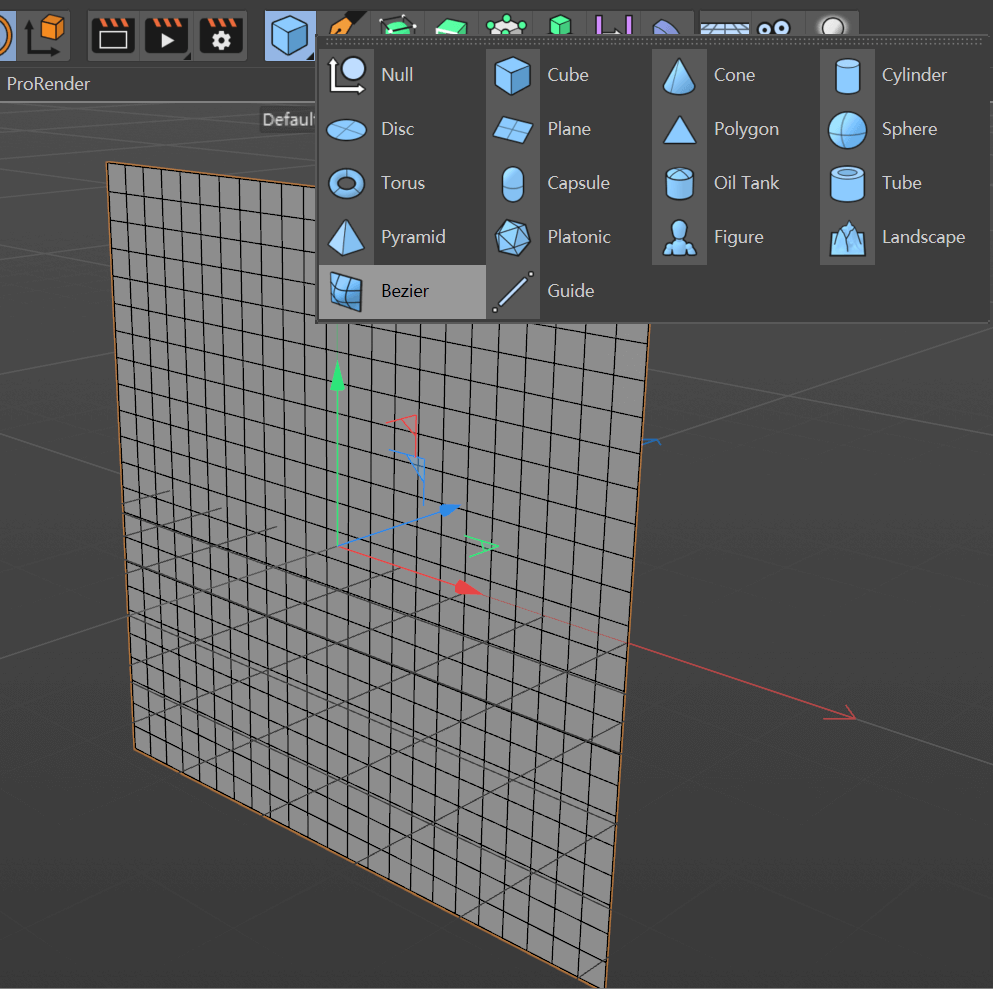 ProRender
Default
Null
Cube
Cone
Cylinder
Disc
Plane
Polygon
Sphere
Torus
Capsule
Oil Tank
Tube
Pyramid
Platonic
Figure
Landscape
Bezier
Guide